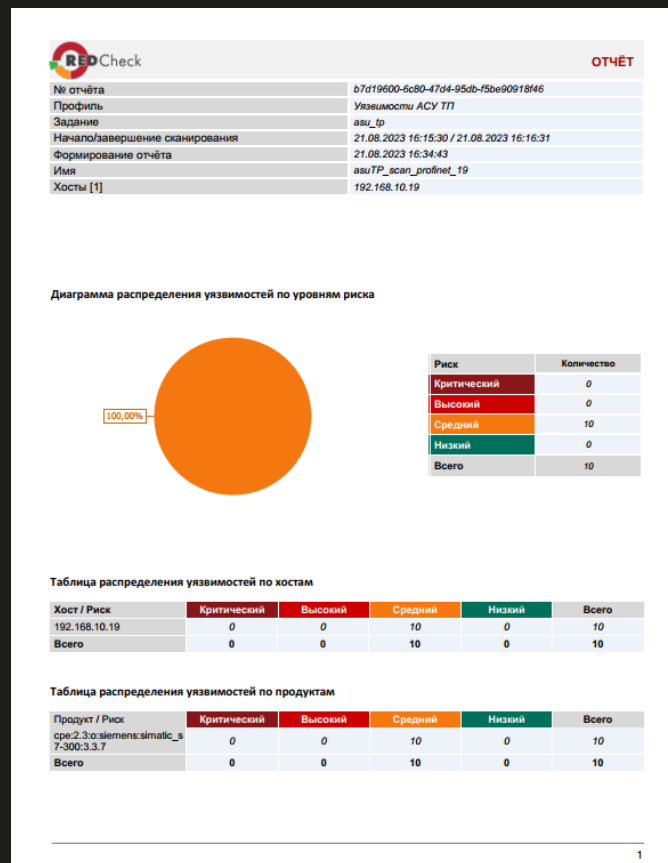 REDCheck
ОТЧЁТ
№ отчёта b7d19600-6c80-47d4-95db-f5be90918f46
Профиль Уязвимости АСУ ТП
Задание asu_tp
Начало/завершение сканирования 21.08.2023 16:15:30 / 21.08.2023 16:16:31
Формирование отчёта 21.08.2023 16:34:43
Имя asuTP_scan_profinet_19
Хосты [1] 192.168.10.19
Диаграмма распределения уязвимостей по уровням риска
100,00%
Риск Количество
Критический 0
Высокий 0
Средний 10
Низкий 0
Всего 10
Таблица распределения уязвимостей по хостам
Хост / Риск Критический Высокий Средний Низкий Всего
192.168.10.19 0 0 10 0 10
Всего 0 0 10 0 10
Таблица распределения уязвимостей по продуктам
Продукт / Риск Критический Высокий Средний Низкий Всего
cpe:2.3:o:siemens:simatic_s
7-300:3.3.7 0 0 10 0 10
Всего 0 0 10 0 10
1